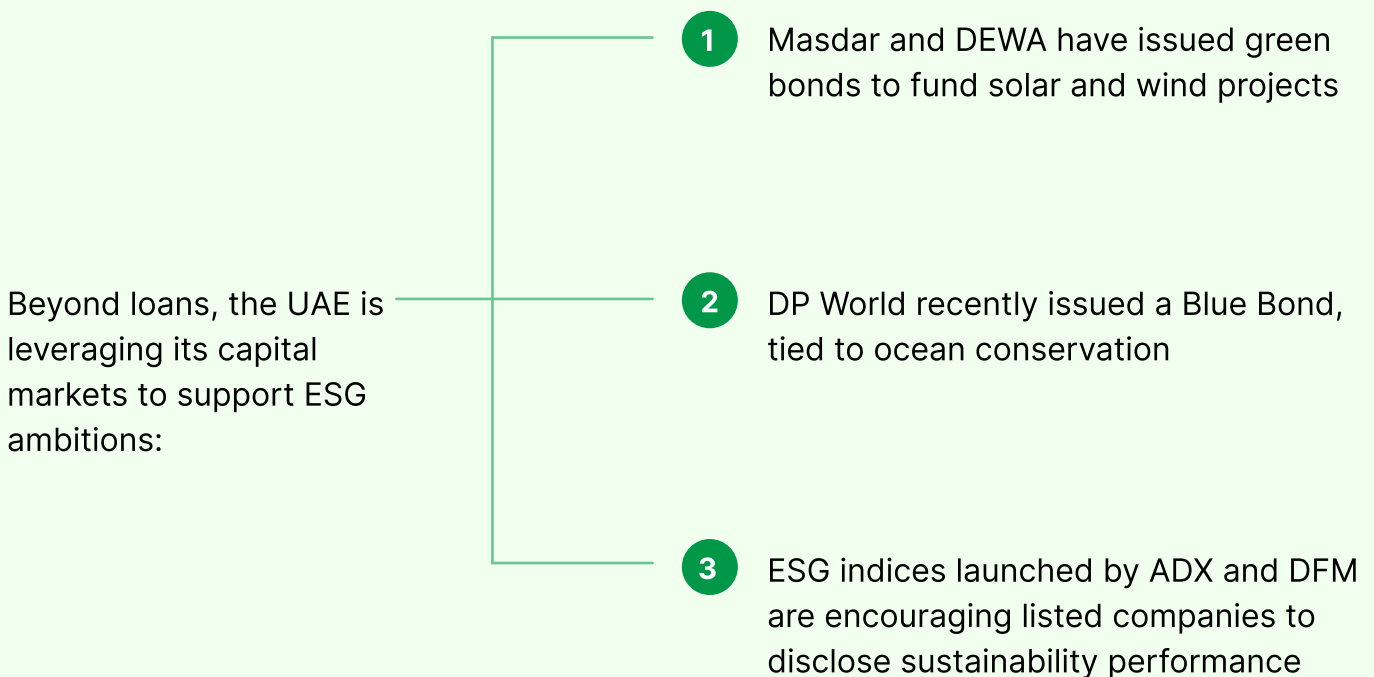 Beyond loans, the UAE is
leveraging its capital
markets to support ESG
ambitions:
1
Masdar and DEWA have issued green
bonds to fund solar and wind projects
2
DP World recently issued a Blue Bond,
tied to ocean conservation
3
ESG indices launched by ADX and DFM
are encouraging listed companies to
disclose sustainability performance